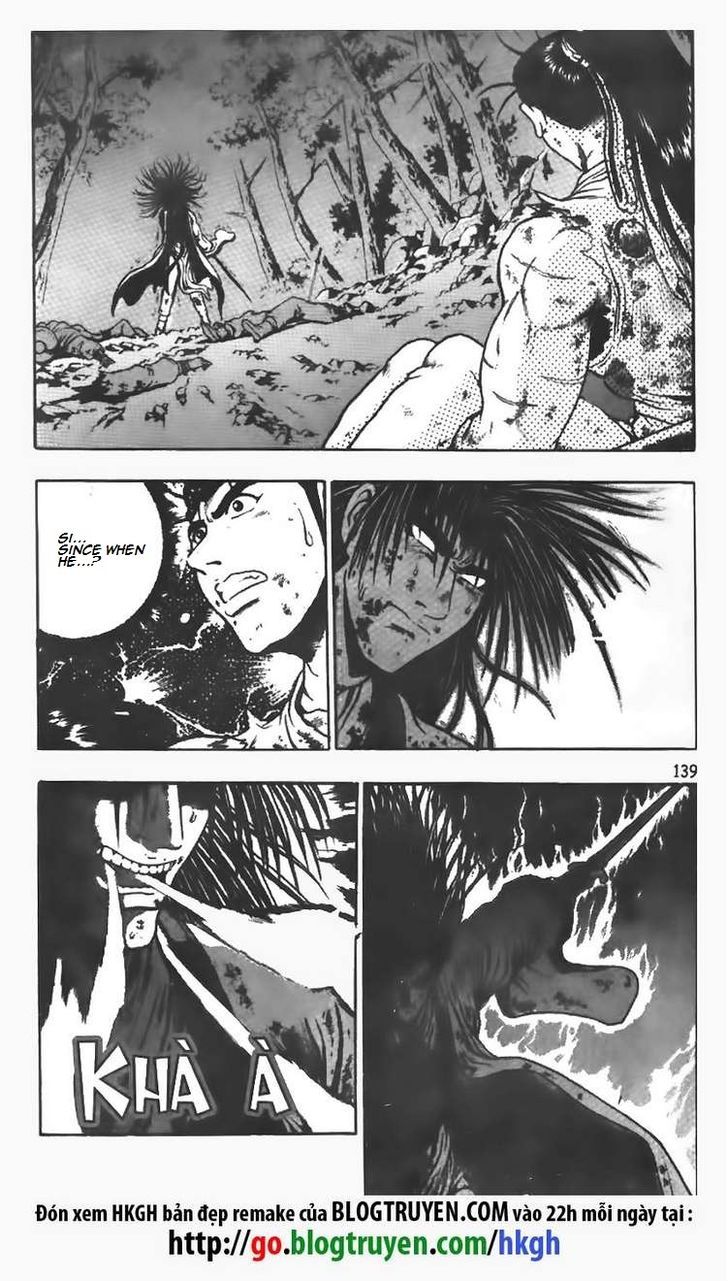 SI...
SINCE WHEN
HE...?
139
KHÀ À
Đón xem HKGH bản đẹp remake của BLOGTRUYEN.COM vào 22h mỗi ngày tại :
http://go.blogtruyen.com/hkgh